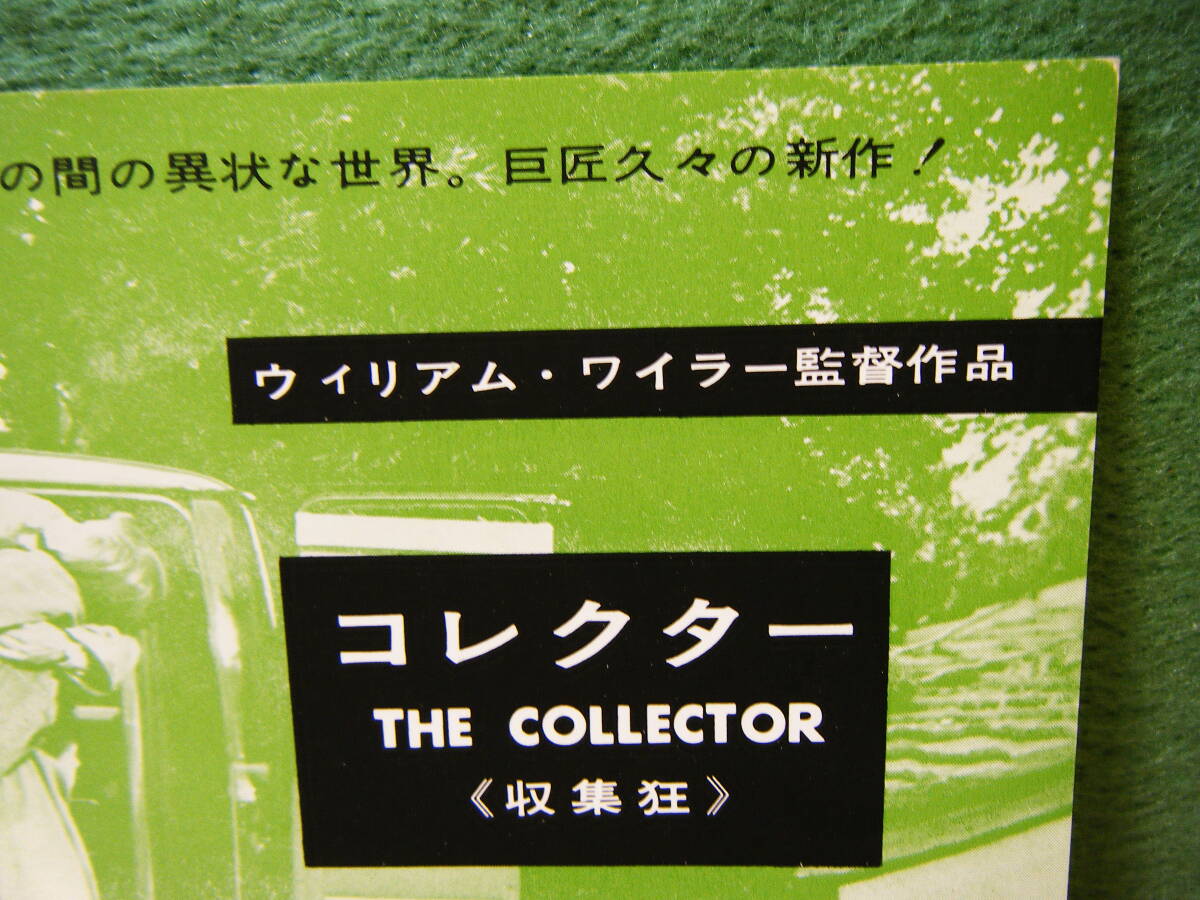 の間の異状な世界。巨匠久々の新作！
ウィリアム・ワイラー監督作品
コレクター
THE COLLECTOR
《収集狂》